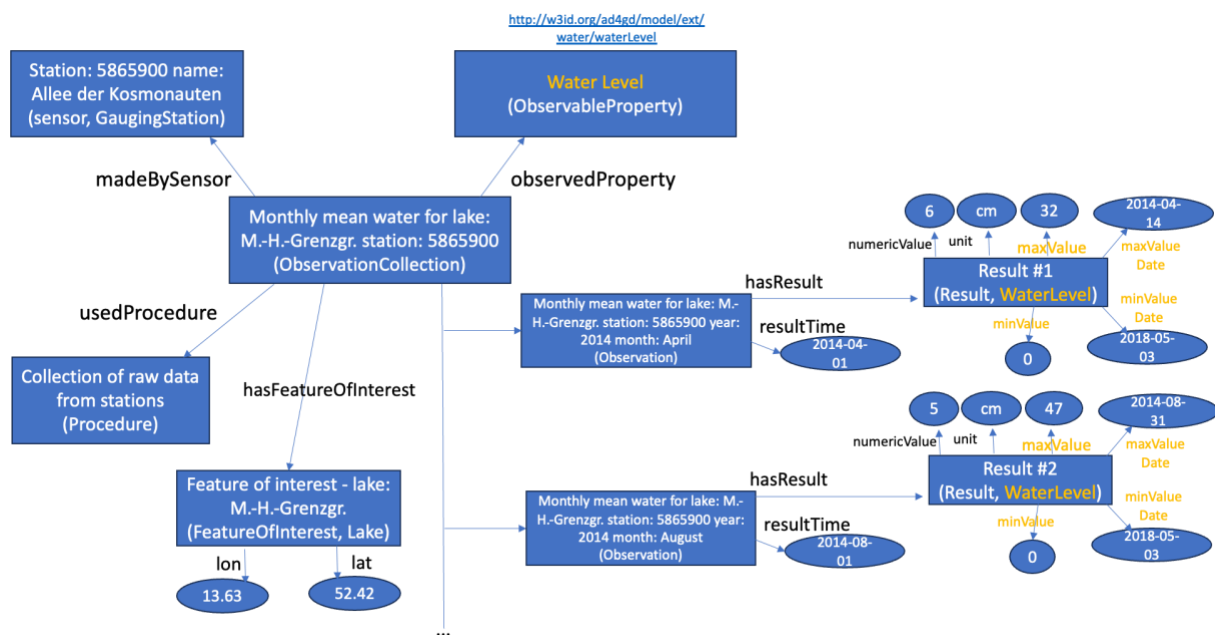 http://w3id.org/ad4gd/model/ext/
water/waterLevel
Station: 5865900 name:
Allee der Kosmonauten
(sensor, GaugingStation)
Water Level
(ObservableProperty)
madeBySensor
observedProperty
Monthly mean water for lake:
M.-H.-Grenzgr. station: 5865900
(ObservationCollection)
usedProcedure
hasFeatureOfInterest
Collection of raw data
from stations
(Procedure)
Feature of interest - lake:
M.-H.-Grenzgr.
(FeatureOfInterest, Lake)
lon
lat
13.63
52.42
...
Monthly mean water for lake: M.-
H.-Grenzgr. station: 5865900 year:
2014 month: April
(Observation)
hasResult
resultTime
2014-04-
01
6
cm
32
2014-04-
14
numericValue
unit
maxValue
maxValue
Date
Result #1
(Result, WaterLevel)
minValue
minValue
Date
0
2018-05-
03
Monthly mean water for lake: M.-
H.-Grenzgr. station: 5865900 year:
2014 month: August
(Observation)
hasResult
resultTime
2014-08-
01
5
cm
47
2014-08-
31
numericValue
unit
maxValue
maxValue
Date
Result #2
(Result, WaterLevel)
minValue
minValue
Date
0
2018-05-
03